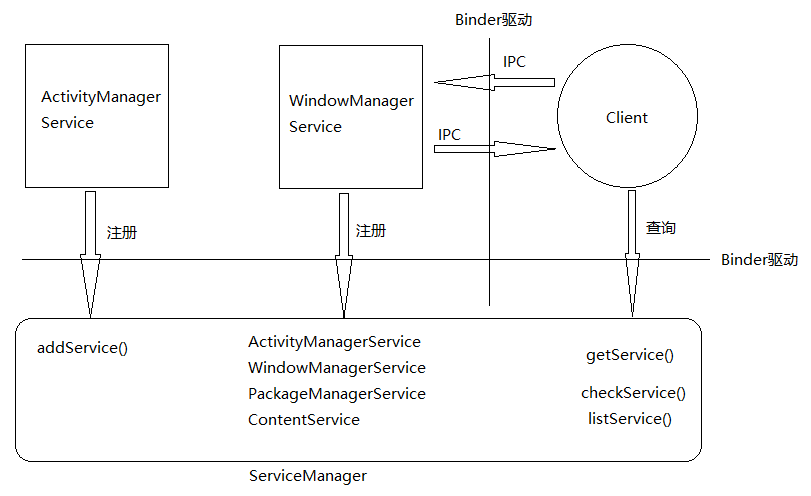 Binder驱动
IPC
ActivityManager
Service
WindowManager
Service
Client
IPC
注册
注册
查询
Binder驱动
addService()
ActivityManagerService
WindowManagerService
PackageManagerService
ContentService
getService()
checkService()
listService()
ServiceManager